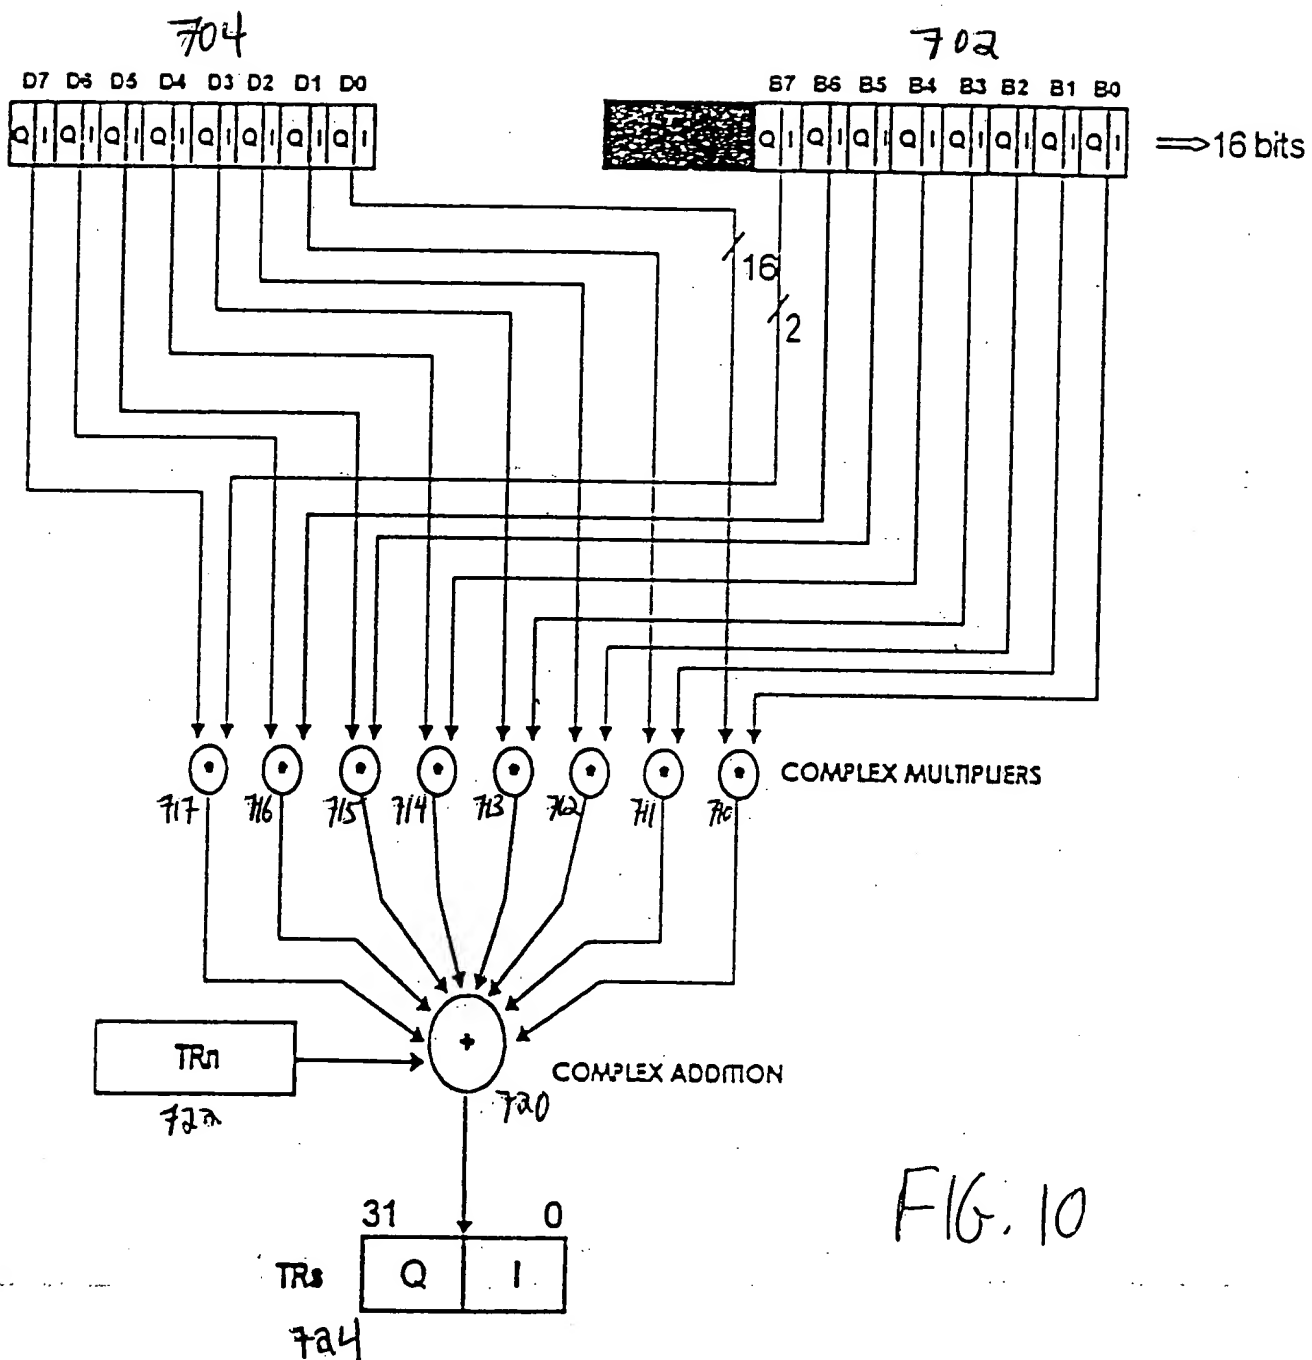 704
702
D7 D6 D5 D4 D3 D2 D1 D0
B7 B6 B5 B4 B3 B2 B1 B0
Q I Q I Q I Q I Q I Q I Q I Q I
Q I Q I Q I Q I Q I Q I Q I Q I
16 bits
16
2
COMPLEX MULTIPLIERS
717 716 715 714 713 712 711 710
TRn
722
+
COMPLEX ADDITION
720
31 0
TRs
Q I
724
FIG. 10